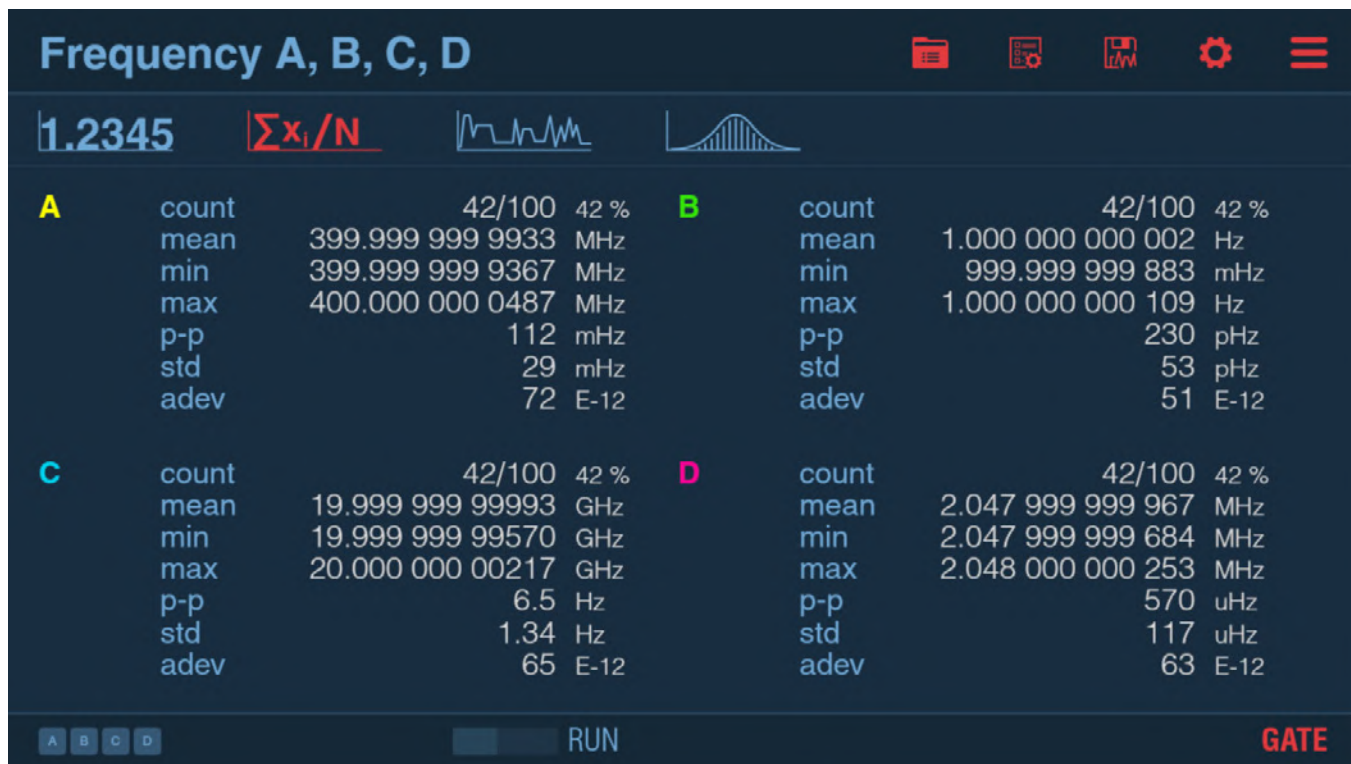 Frequency A, B, C, D
1.2345 ∑xᵢ/N
A count 42/100 42 %
mean 399.999 999 9933 MHz
min 399.999 999 9367 MHz
max 400.000 000 0487 MHz
p-p 112 mHz
std 29 mHz
adev 72 E-12
B count 42/100 42 %
mean 1.000 000 000 002 Hz
min 999.999 999 883 mHz
max 1.000 000 000 109 Hz
p-p 230 pHz
std 53 pHz
adev 51 E-12
C count 42/100 42 %
mean 19.999 999 99993 GHz
min 19.999 999 99570 GHz
max 20.000 000 00217 GHz
p-p 6.5 Hz
std 1.34 Hz
adev 65 E-12
D count 42/100 42 %
mean 2.047 999 999 967 MHz
min 2.047 999 999 684 MHz
max 2.048 000 000 253 MHz
p-p 570 uHz
std 117 uHz
adev 63 E-12
A B C D RUN GATE